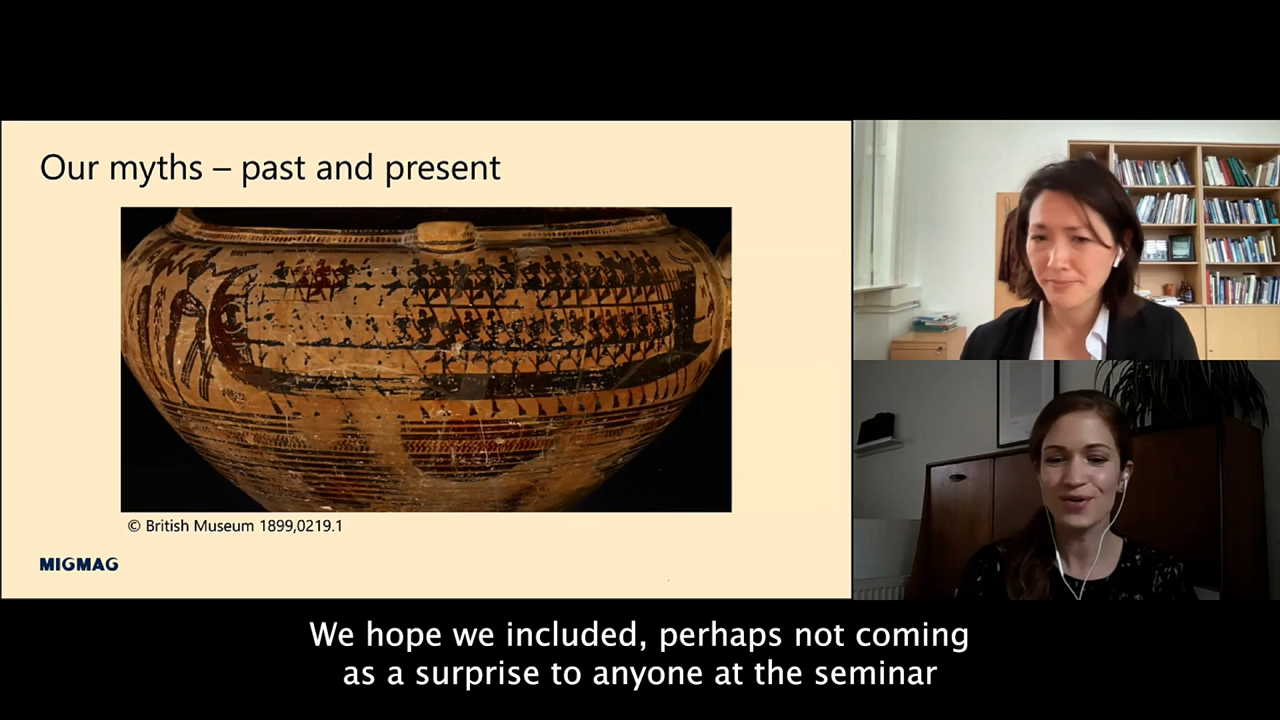 Our myths – past and present
© British Museum 1899,0219.1
MIGMAG
We hope we included, perhaps not coming
as a surprise to anyone at the seminar